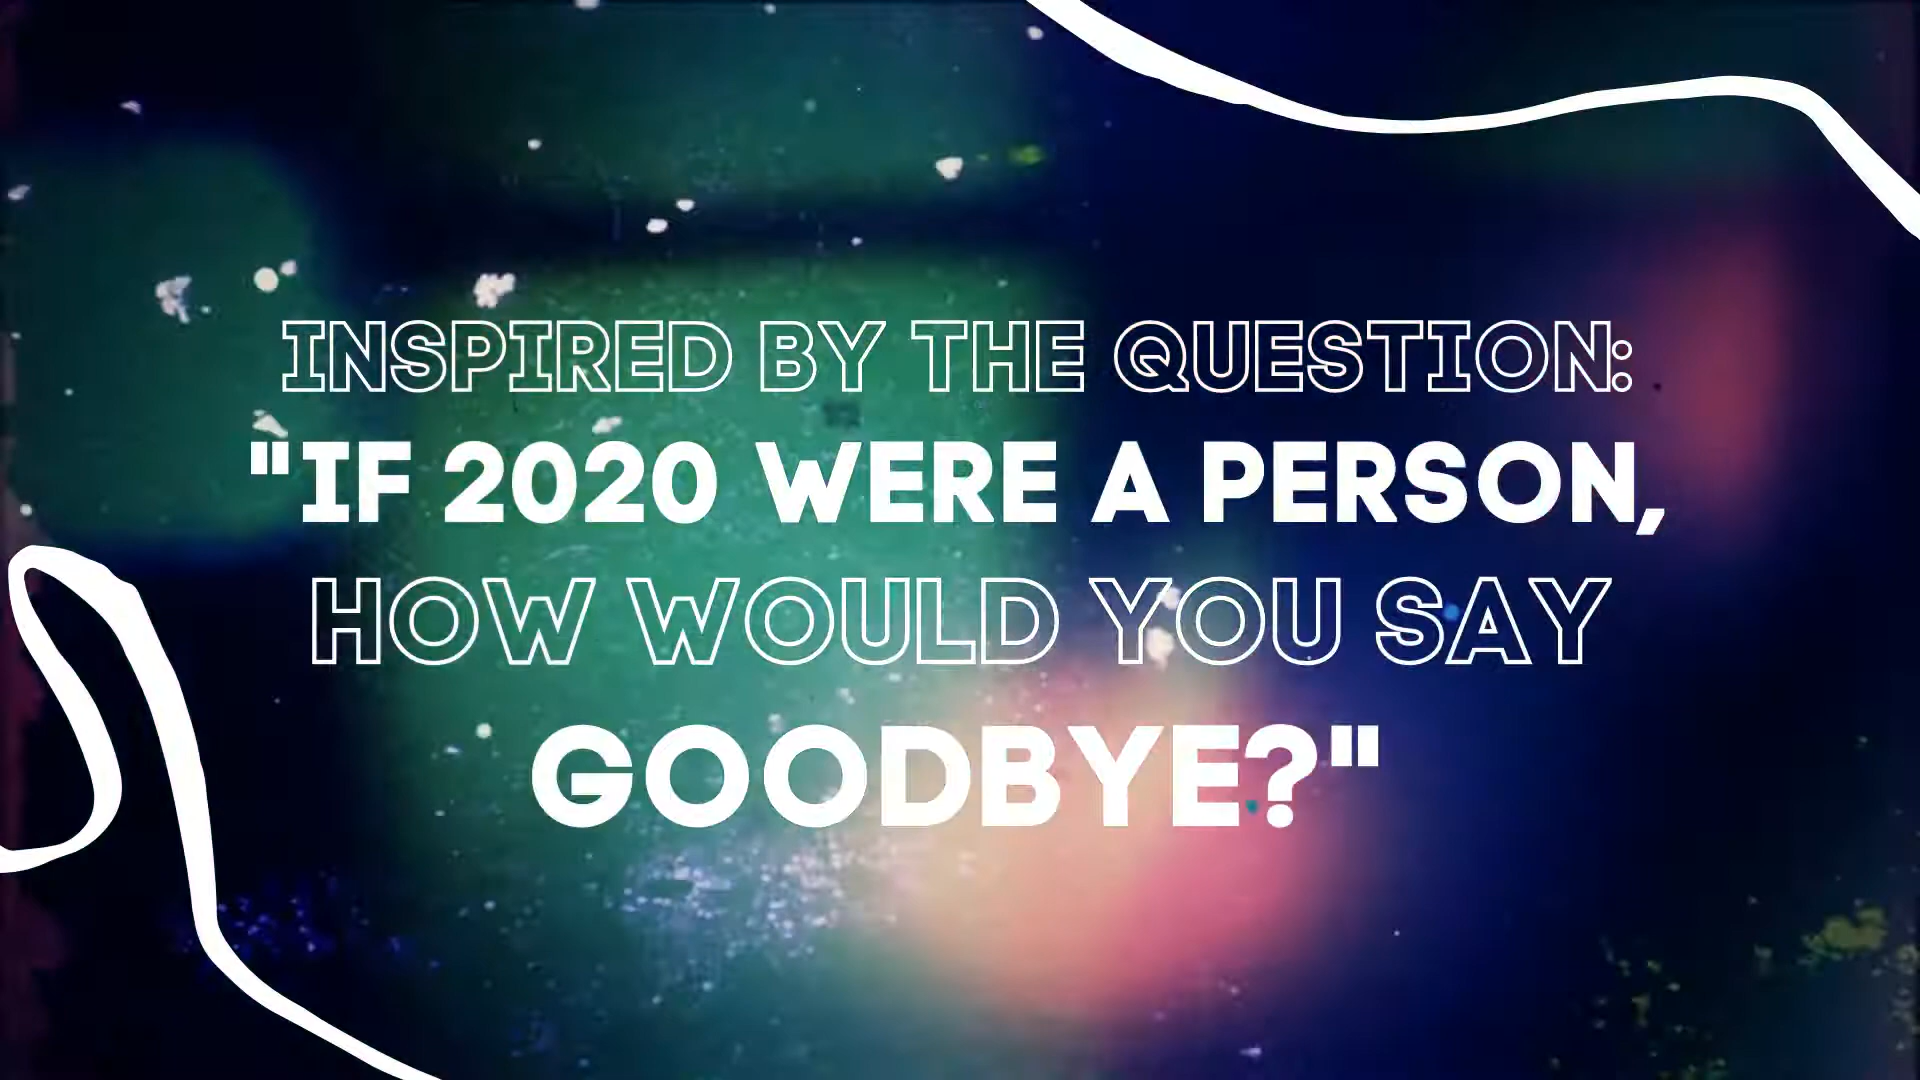 INSPIRED BY THE QUESTION:
"IF 2020 WERE A PERSON,
HOW WOULD YOU SAY
GOODBYE?"